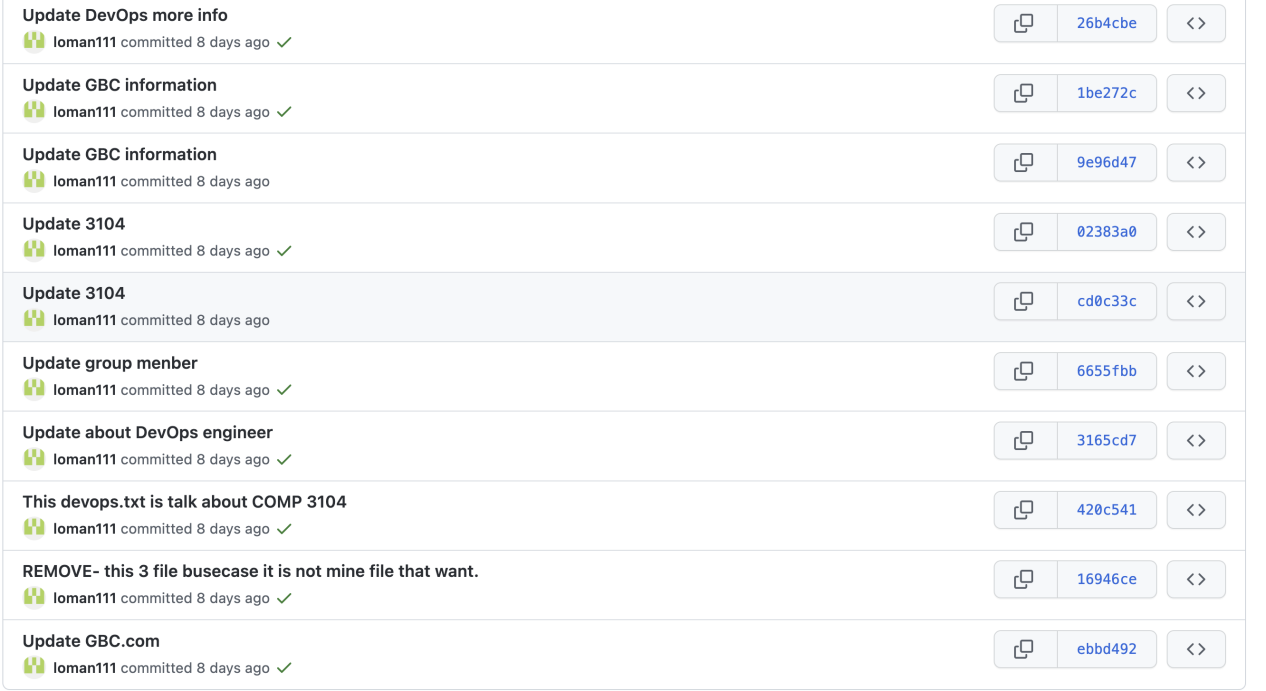 Update DevOps more info
26b4cbe
loman111 committed 8 days ago
Update GBC information
1be272c
loman111 committed 8 days ago
Update GBC information
9e96d47
loman111 committed 8 days ago
Update 3104
02383a0
loman111 committed 8 days ago
Update 3104
cd0c33c
loman111 committed 8 days ago
Update group menber
6655fbb
loman111 committed 8 days ago
Update about DevOps engineer
3165cd7
loman111 committed 8 days ago
This devops.txt is talk about COMP 3104
420c541
loman111 committed 8 days ago
REMOVE- this 3 file busecase it is not mine file that want.
16946ce
loman111 committed 8 days ago
Update GBC.com
ebbd492
loman111 committed 8 days ago